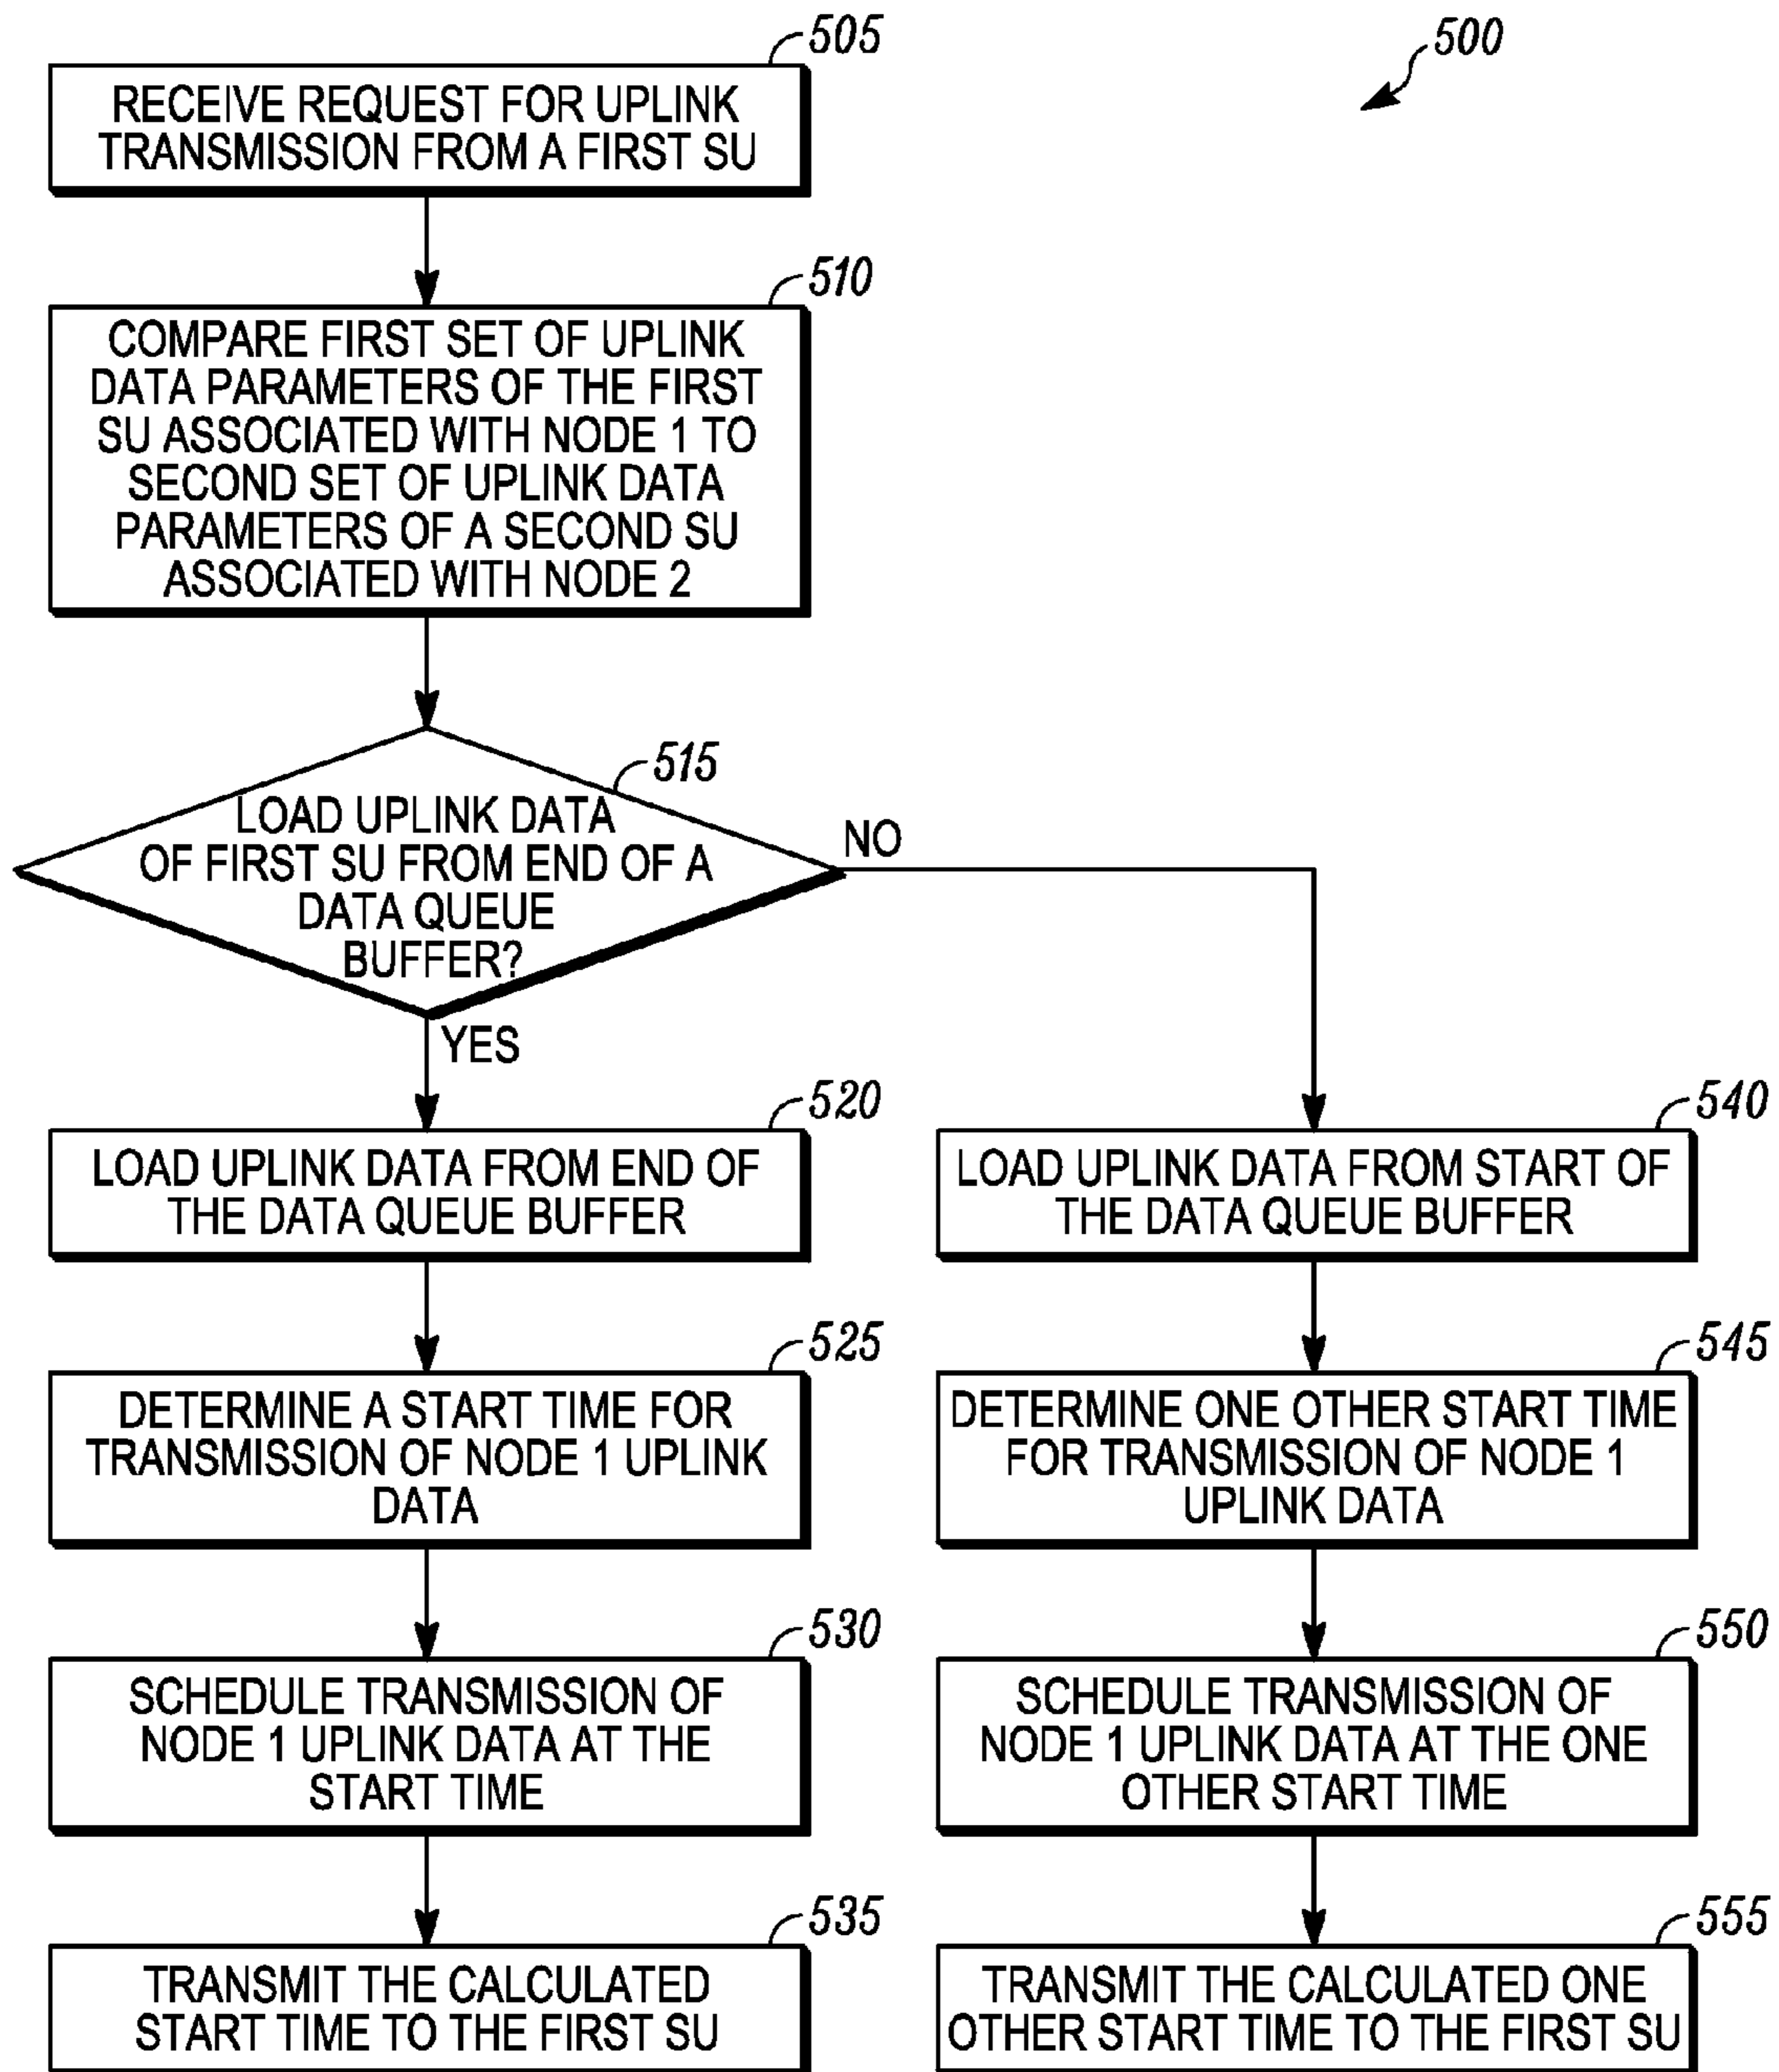 500
505
RECEIVE REQUEST FOR UPLINK
TRANSMISSION FROM A FIRST SU
510
COMPARE FIRST SET OF UPLINK
DATA PARAMETERS OF THE FIRST
SU ASSOCIATED WITH NODE 1 TO
SECOND SET OF UPLINK DATA
PARAMETERS OF A SECOND SU
ASSOCIATED WITH NODE 2
515
LOAD UPLINK DATA
OF FIRST SU FROM END OF A
DATA QUEUE
BUFFER?
NO
YES
520
LOAD UPLINK DATA FROM END OF
THE DATA QUEUE BUFFER
525
DETERMINE A START TIME FOR
TRANSMISSION OF NODE 1 UPLINK
DATA
530
SCHEDULE TRANSMISSION OF
NODE 1 UPLINK DATA AT THE
START TIME
535
TRANSMIT THE CALCULATED
START TIME TO THE FIRST SU
540
LOAD UPLINK DATA FROM START OF
THE DATA QUEUE BUFFER
545
DETERMINE ONE OTHER START TIME
FOR TRANSMISSION OF NODE 1
UPLINK DATA
550
SCHEDULE TRANSMISSION OF
NODE 1 UPLINK DATA AT THE ONE
OTHER START TIME
555
TRANSMIT THE CALCULATED ONE
OTHER START TIME TO THE FIRST SU